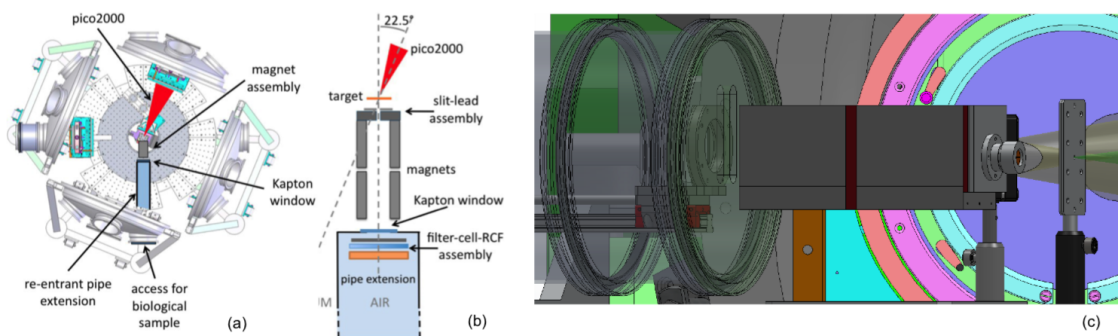 pico2000
magnet
assembly
Kapton
window
re-entrant pipe
extension
access for
biological
sample
(a)
22.5°
pico2000
target
slit-lead
assembly
magnets
Kapton window
filter-cell-RCF
assembly
pipe extension
AIR
(b)
(c)